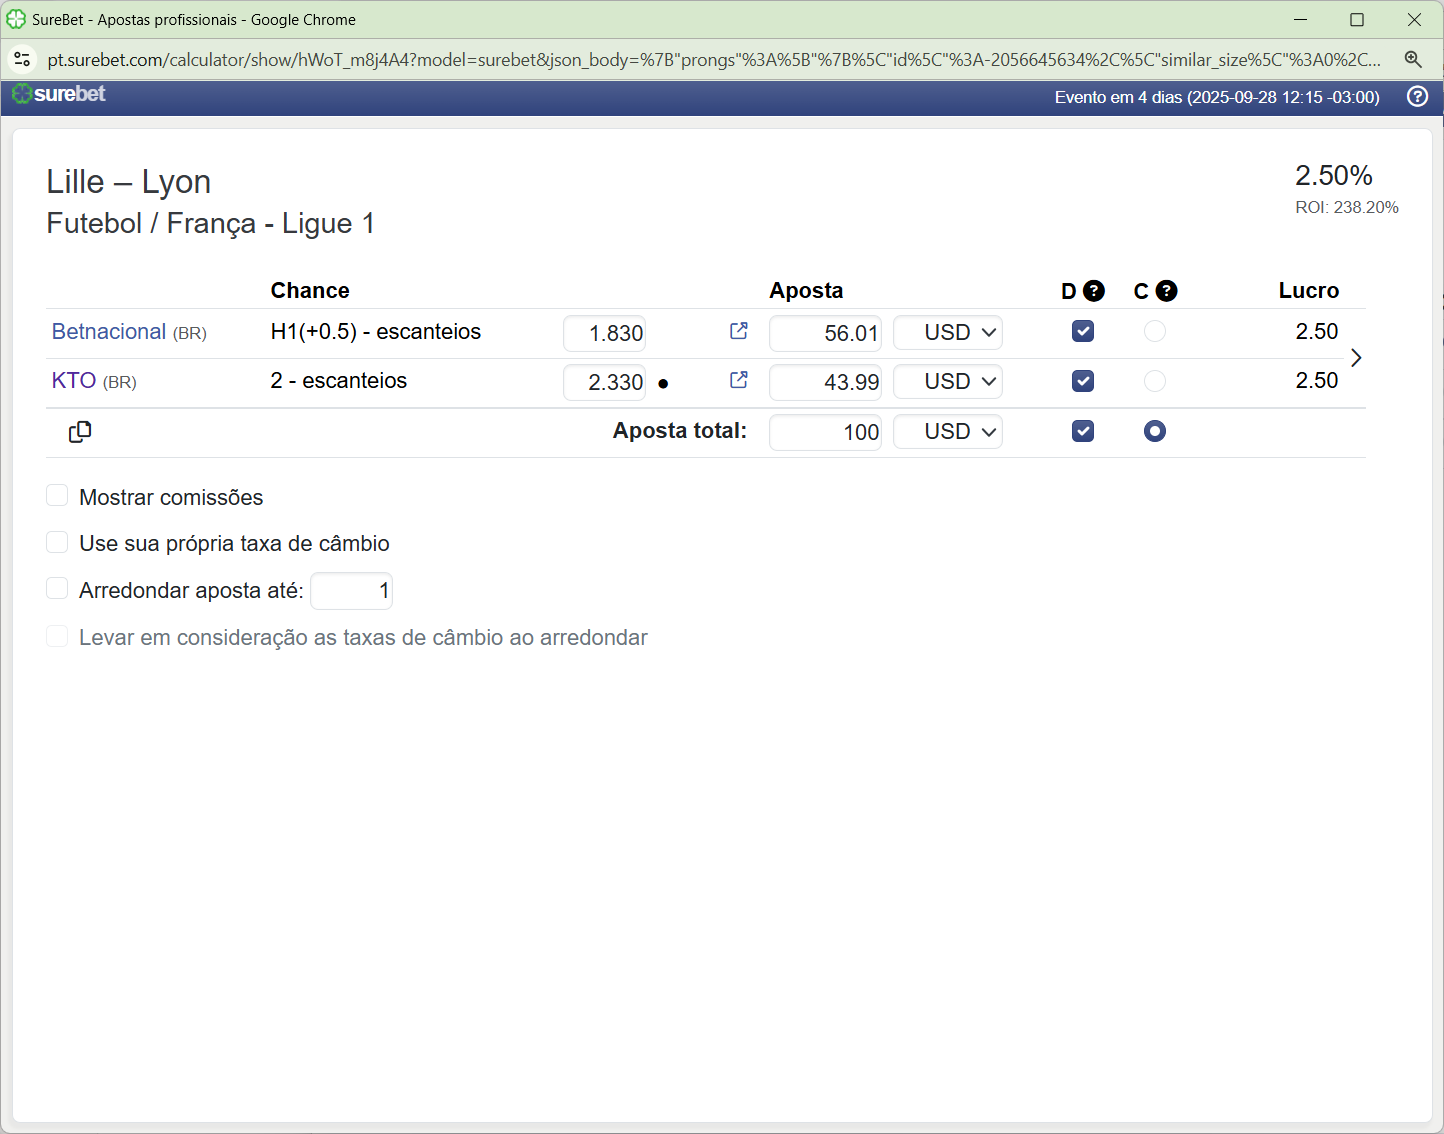 SureBet - Apostas profissionais - Google Chrome
pt.surebet.com/calculator/show/hWoT_m8j4A4?model=surebet&json_body=%7B"prongs"%3A%5B"%7B%5C"id%5C"%3A-2056645634%2C%5C"similar_size%5C"%3A0%2C...
surebet
Evento em 4 dias (2025-09-28 12:15 -03:00)
Lille – Lyon
2.50%
Futebol / França - Ligue 1
ROI: 238.20%
Chance Aposta D C Lucro
Betnacional (BR) H1(+0.5) - escanteios 1.830 56.01 USD 2.50
KTO (BR) 2 - escanteios 2.330 43.99 USD 2.50
Aposta total: 100 USD
Mostrar comissões
Use sua própria taxa de câmbio
Arredondar aposta até: 1
Levar em consideração as taxas de câmbio ao arredondar